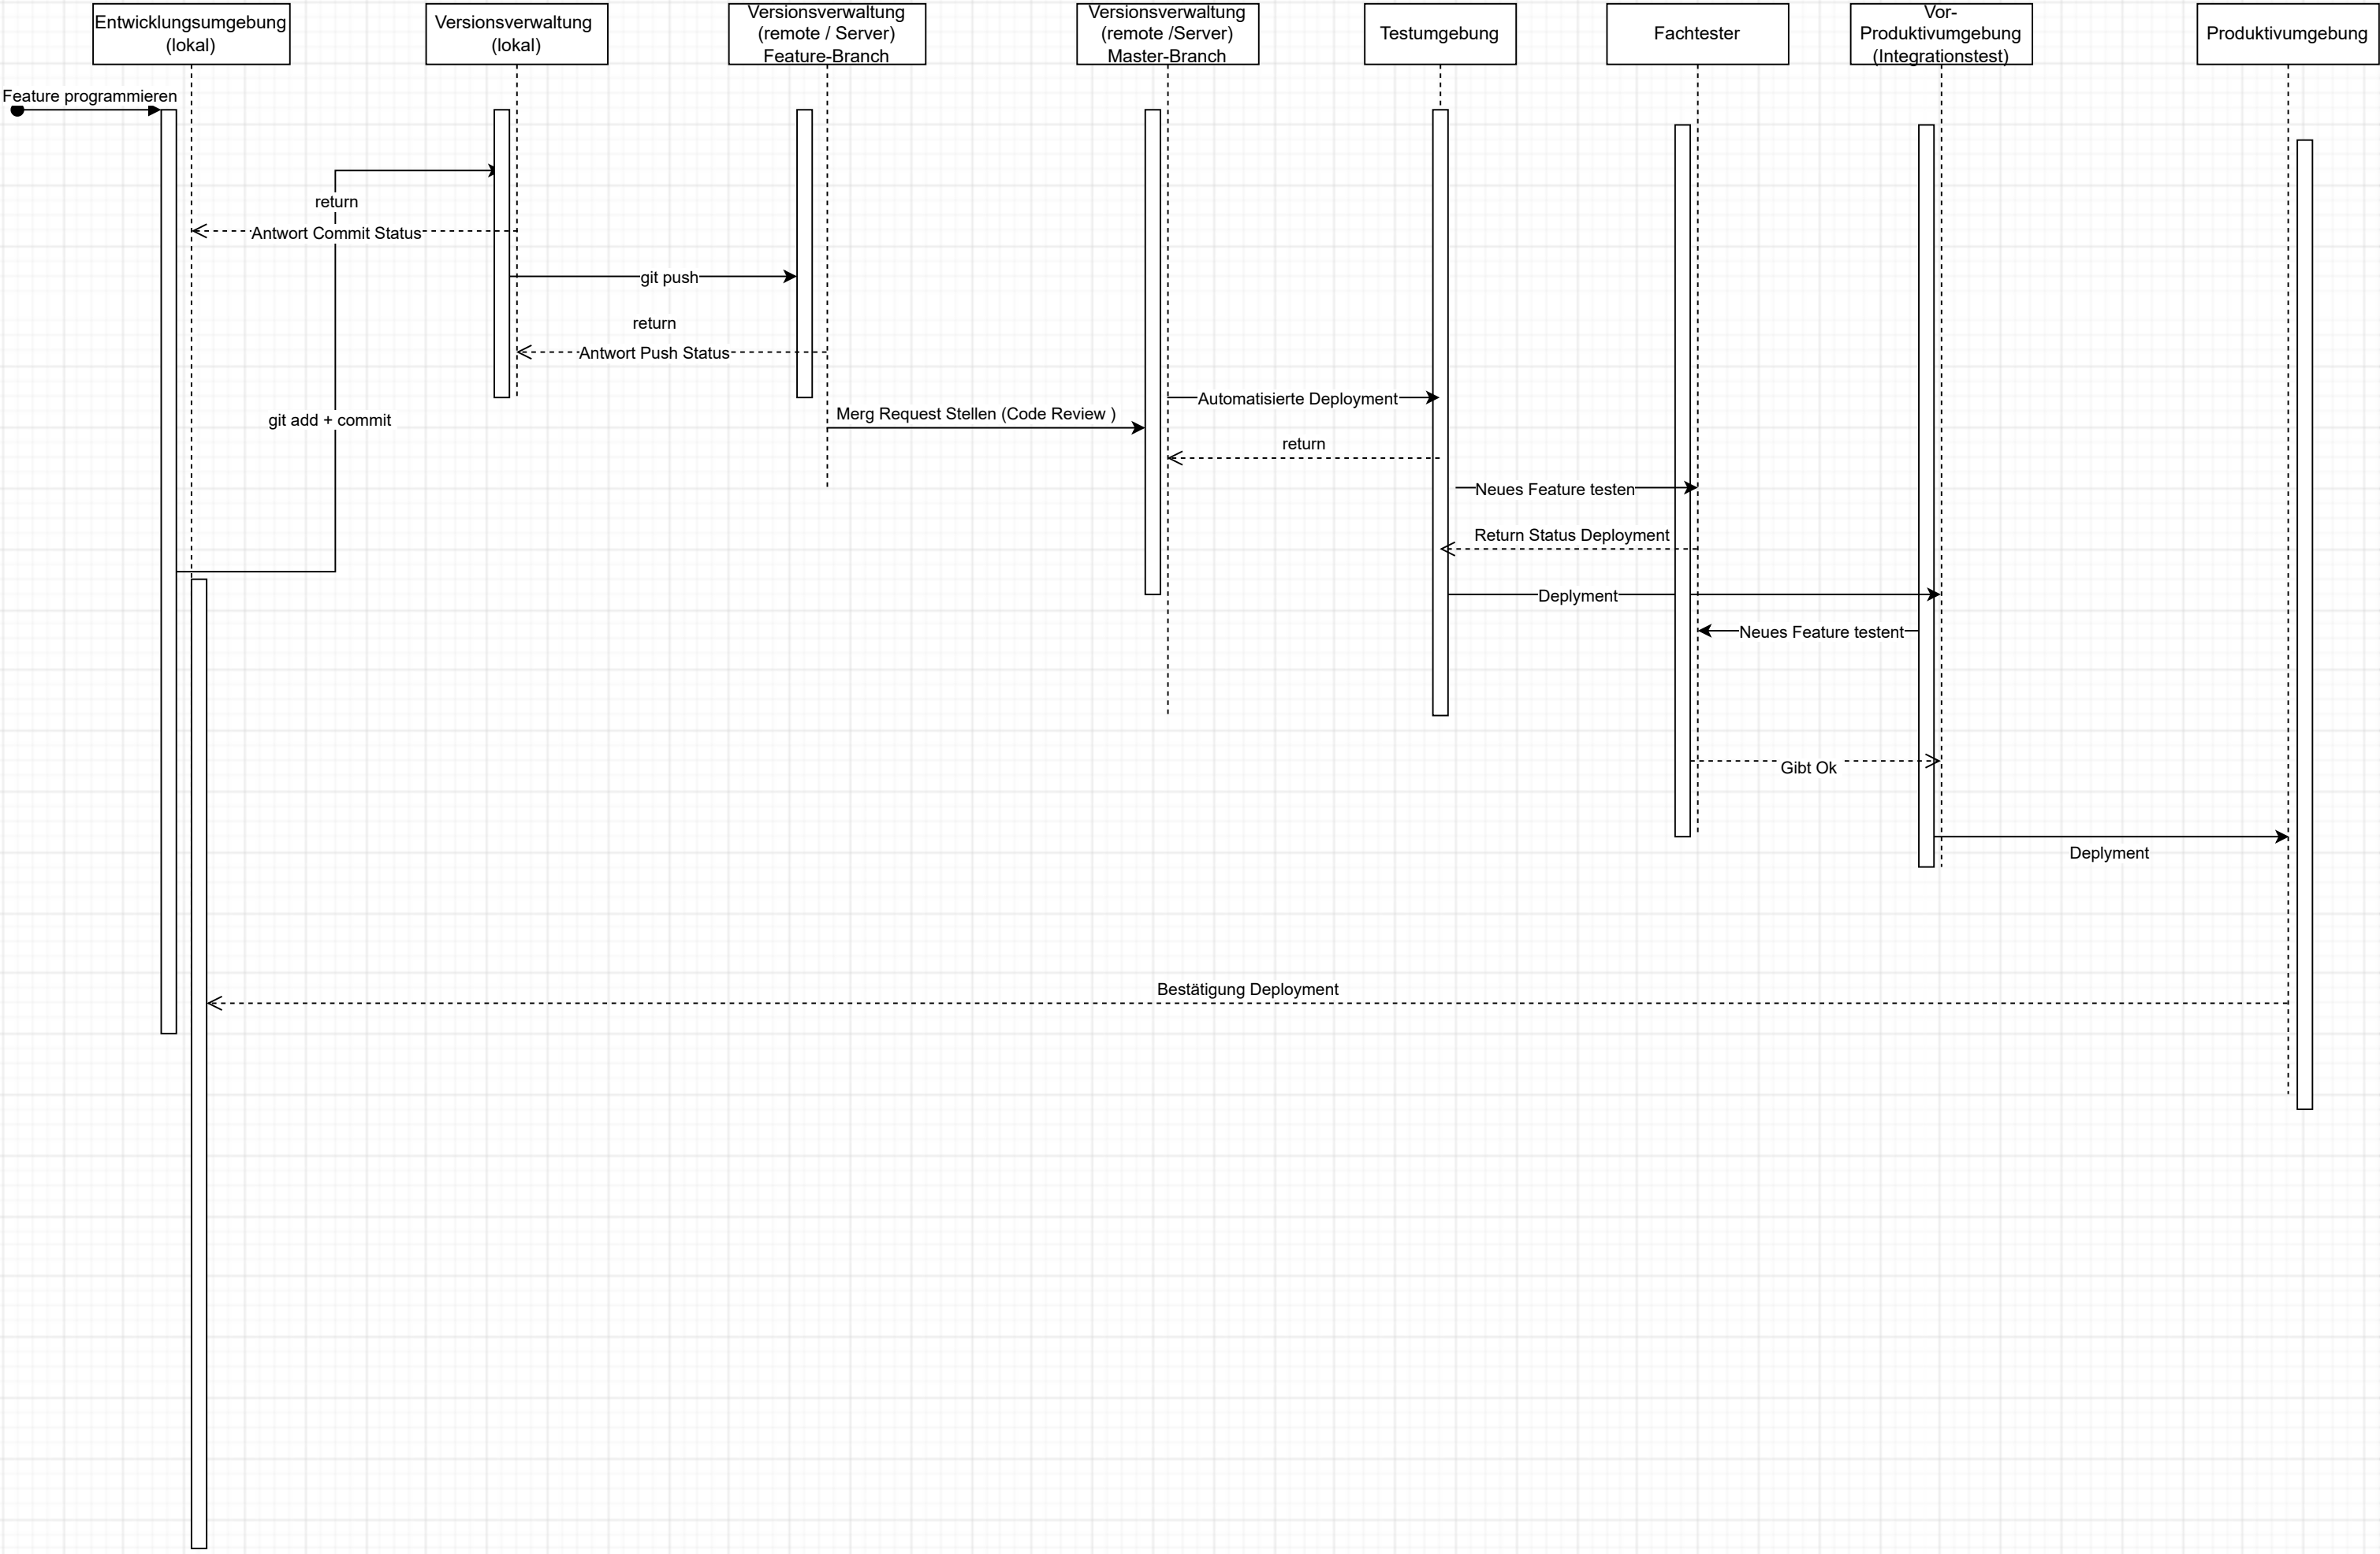 Entwicklungsumgebung
(lokal)
Versionsverwaltung
(lokal)
Versionsverwaltung
(remote / Server)
Feature-Branch
Versionsverwaltung
(remote /Server)
Master-Branch
Testumgebung
Fachtester
Vor-
Produktivumgebung
(Integrationstest)
Produktivumgebung
Feature programmieren
return
Antwort Commit Status
git push
return
Antwort Push Status
Automatisierte Deployment
Merg Request Stellen (Code Review )
git add + commit
return
Neues Feature testen
Return Status Deployment
Deplyment
Neues Feature testent
Gibt Ok
Deplyment
Bestätigung Deployment